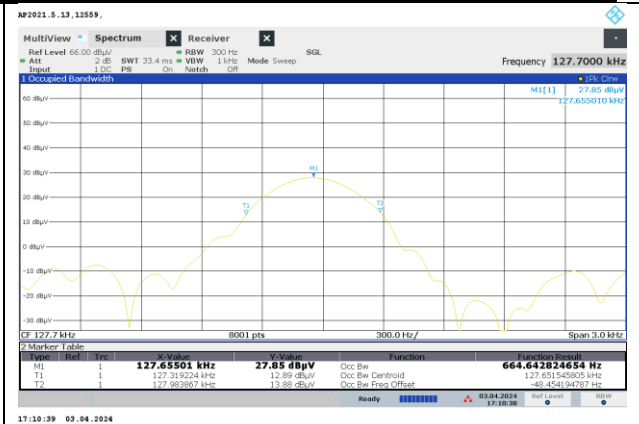 AP2021.5.13,12559,
MultiView Spectrum X Receiver X
Ref Level 66.00 dBµV RBW 300 Hz SGL
Att 2 dB SWT 33.4 ms VBW 1 kHz Mode Sweep Frequency 127.7000 kHz
Input 1 DC PS On Notch Off
1 Occupied Bandwidth 1Pk Clrw
M1[1] 27.85 dBµV
127.655010 kHz
60 dBµV
50 dBµV
40 dBµV
30 dBµV
M1
20 dBµV
T1 T2
10 dBµV
0 dBµV
-10 dBµV
-20 dBµV
-30 dBµV
CF 127.7 kHz 8001 pts 300.0 Hz/ Span 3.0 kHz
2 Marker Table
Type Ref Trc X-Value Y-Value Function Function Result
M1 1 127.65501 kHz 27.85 dBµV Occ Bw 664.642824654 Hz
T1 1 127.319224 kHz 12.89 dBµV Occ Bw Centroid 127.651545805 kHz
T2 1 127.983867 kHz 13.88 dBµV Occ Bw Freq Offset -48.454194787 Hz
Ready 03.04.2024 17:10:38 Ref Level RBW
17:10:39 03.04.2024